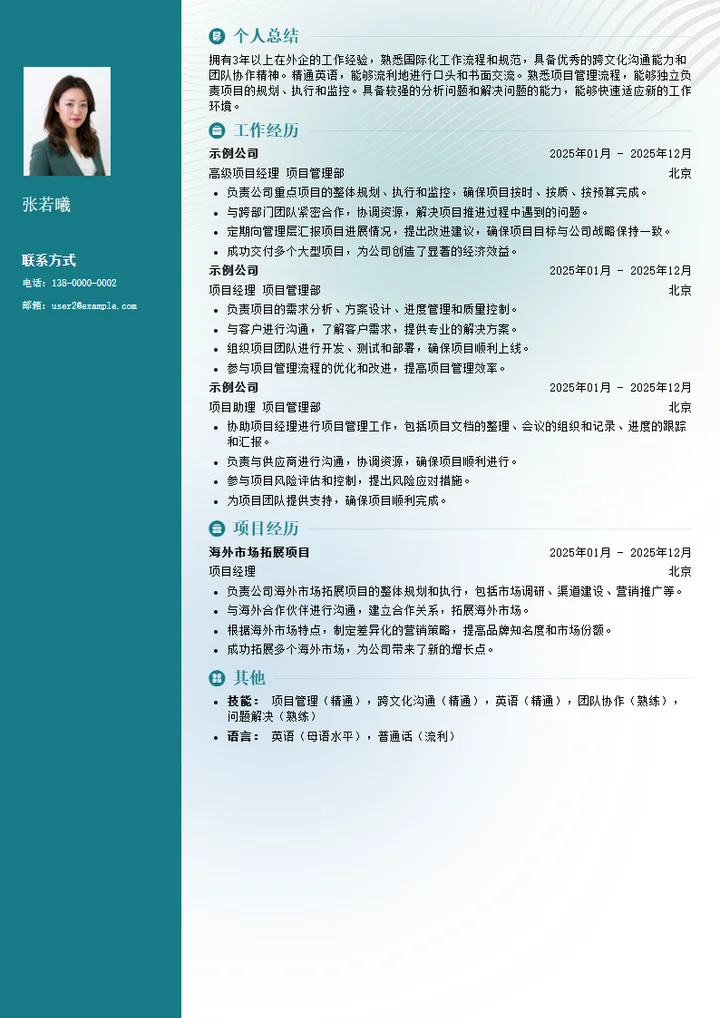 张若曦
联系方式
电话：138-0000-0002
邮箱：user2@example.com
个人总结
拥有3年以上在外企的工作经验，熟悉国际化工作流程和规范，具备优秀的跨文化沟通能力和
团队协作精神。精通英语，能够流利地进行口头和书面交流。熟悉项目管理流程，能够独立负
责项目的规划、执行和监控。具备较强的分析问题和解决问题的能力，能够快速适应新的工作
环境。
工作经历
示例公司 2025年01月 - 2025年12月
高级项目经理 项目管理部 北京
• 负责公司重点项目的整体规划、执行和监控，确保项目按时、按质、按预算完成。
• 与跨部门团队紧密合作，协调资源，解决项目推进过程中遇到的问题。
• 定期向管理层汇报项目进展情况，提出改进建议，确保项目目标与公司战略保持一致。
• 成功交付多个大型项目，为公司创造了显著的经济效益。
示例公司 2025年01月 - 2025年12月
项目经理 项目管理部 北京
• 负责项目的需求分析、方案设计、进度管理和质量控制。
• 与客户进行沟通，了解客户需求，提供专业的解决方案。
• 组织项目团队进行开发、测试和部署，确保项目顺利上线。
• 参与项目管理流程的优化和改进，提高项目管理效率。
示例公司 2025年01月 - 2025年12月
项目助理 项目管理部 北京
• 协助项目经理进行项目管理工作，包括项目文档的整理、会议的组织和记录、进度的跟踪
和汇报。
• 负责与供应商进行沟通，协调资源，确保项目顺利进行。
• 参与项目风险评估和控制，提出风险应对措施。
• 为项目团队提供支持，确保项目顺利完成。
项目经历
海外市场拓展项目 2025年01月 - 2025年12月
项目经理 北京
• 负责公司海外市场拓展项目的整体规划和执行，包括市场调研、渠道建设、营销推广等。
• 与海外合作伙伴进行沟通，建立合作关系，拓展海外市场。
• 根据海外市场特点，制定差异化的营销策略，提高品牌知名度和市场份额。
• 成功拓展多个海外市场，为公司带来了新的增长点。
其他
• 技能： 项目管理（精通），跨文化沟通（精通），英语（精通），团队协作（熟练），
问题解决（熟练）
• 语言： 英语（母语水平），普通话（流利）